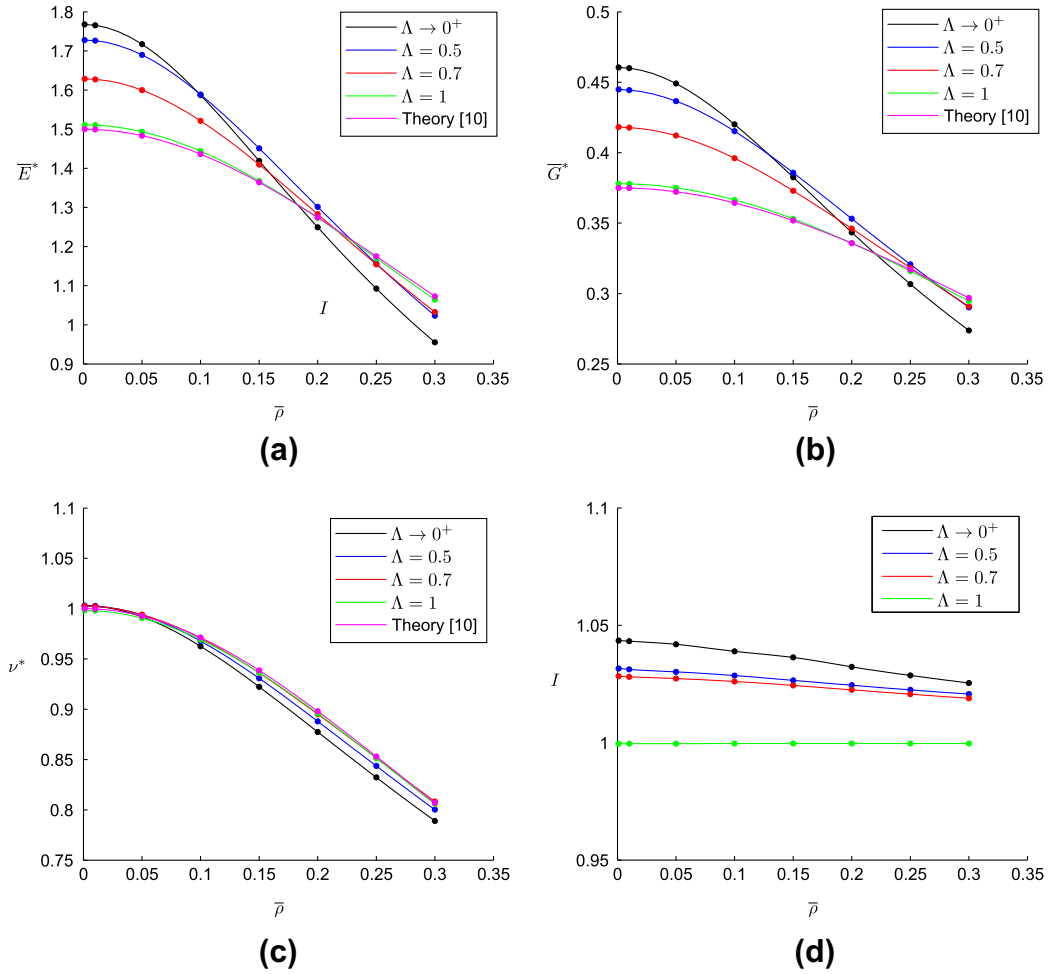 1.8
1.7
1.6
1.5
1.4
1.3
1.2
1.1
1
0.9
E̅*
0
0.05
0.1
0.15
0.2
0.25
0.3
0.35
ρ̅
I
Λ → 0⁺
Λ = 0.5
Λ = 0.7
Λ = 1
Theory [10]
(a)
0.5
0.45
0.4
0.35
0.3
0.25
G̅*
0
0.05
0.1
0.15
0.2
0.25
0.3
0.35
ρ̅
Λ → 0⁺
Λ = 0.5
Λ = 0.7
Λ = 1
Theory [10]
(b)
1.1
1.05
1
0.95
0.9
0.85
0.8
0.75
ν*
0
0.05
0.1
0.15
0.2
0.25
0.3
0.35
ρ̅
Λ → 0⁺
Λ = 0.5
Λ = 0.7
Λ = 1
Theory [10]
(c)
1.1
1.05
1
0.95
I
0
0.05
0.1
0.15
0.2
0.25
0.3
0.35
ρ̅
Λ → 0⁺
Λ = 0.5
Λ = 0.7
Λ = 1
(d)